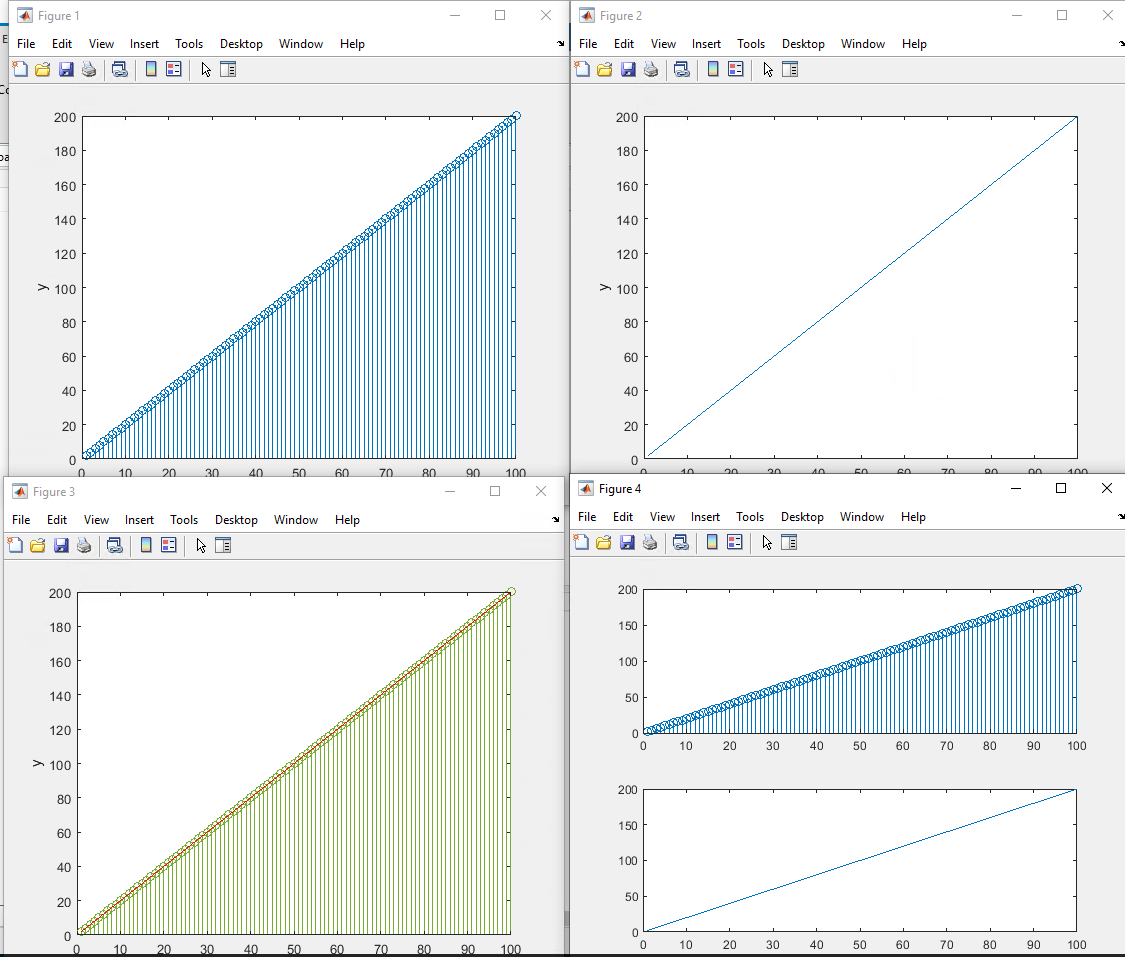 Figure 1
File Edit View Insert Tools Desktop Window Help
200
180
160
140
120
100
80
60
40
20
0
y
0 10 20 30 40 50 60 70 80 90 100
Figure 2
File Edit View Insert Tools Desktop Window Help
200
180
160
140
120
100
80
60
40
20
0
y
0 10 20 30 40 50 60 70 80 90 100
Figure 3
File Edit View Insert Tools Desktop Window Help
200
180
160
140
120
100
80
60
40
20
0
y
0 10 20 30 40 50 60 70 80 90 100
Figure 4
File Edit View Insert Tools Desktop Window Help
200
150
100
50
0
0 10 20 30 40 50 60 70 80 90 100
200
150
100
50
0
0 10 20 30 40 50 60 70 80 90 100